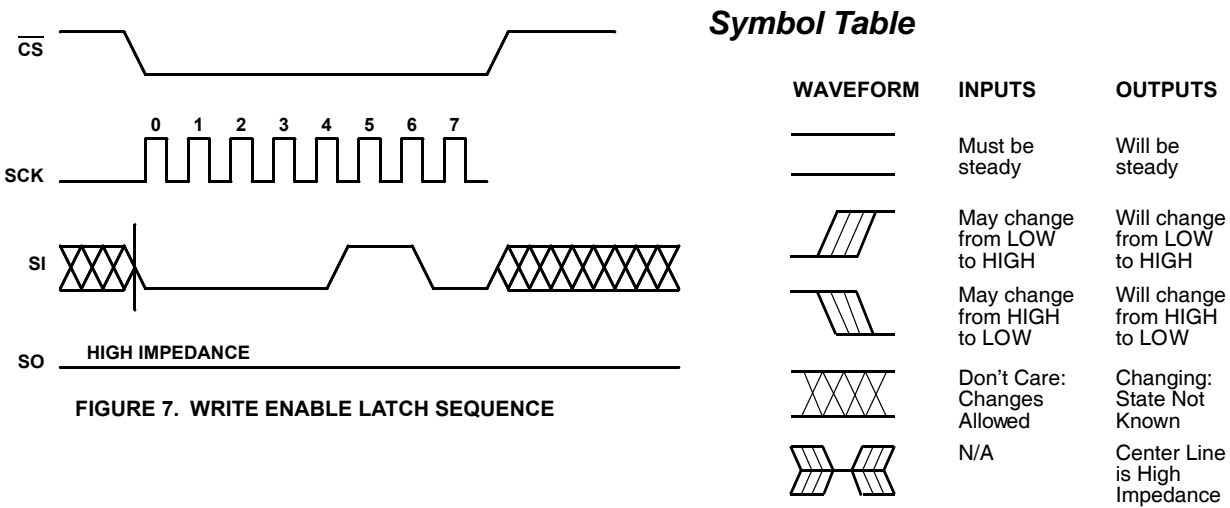 CS
0 1 2 3 4 5 6 7
SCK
SI
SO
HIGH IMPEDANCE
FIGURE 7. WRITE ENABLE LATCH SEQUENCE
Symbol Table
WAVEFORM INPUTS OUTPUTS
Must be
steady
Will be
steady
May change
from LOW
to HIGH
Will change
from LOW
to HIGH
May change
from HIGH
to LOW
Will change
from HIGH
to LOW
Don't Care:
Changes
Allowed
Changing:
State Not
Known
N/A
Center Line
is High
Impedance